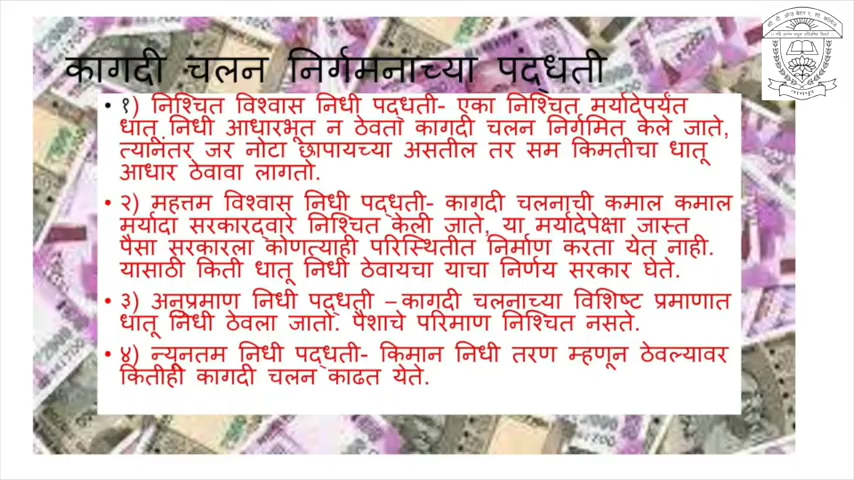 कागदी चलन निर्गमनाच्या पद्धती
• १) निश्चित विश्वास निधी पद्धती- एका निश्चित मर्यादेपर्यंत
धातू निधी आधारभूत न ठेवता कागदी चलन निर्गमित केले जाते,
त्यानंतर जर नोटा छापायच्या असतील तर सम किमतीचा धातू
आधार ठेवावा लागतो.
• २) महत्तम विश्वास निधी पद्धती- कागदी चलनाची कमाल कमाल
मर्यादा सरकारद्वारे निश्चित केली जाते, या मर्यादेपेक्षा जास्त
पैसा सरकारला कोणत्याही परिस्थितीत निर्माण करता येत नाही.
यासाठी किती धातू निधी ठेवायचा याचा निर्णय सरकार घेते.
• ३) अनुप्रमाण निधी पद्धती –कागदी चलनाच्या विशिष्ट प्रमाणात
धातू निधी ठेवला जातो. पैशाचे परिमाण निश्चित नसते.
• ४) न्यूनतम निधी पद्धती- किमान निधी तरण म्हणून ठेवल्यावर
कितीही कागदी चलन काढत येते.
नागपूर